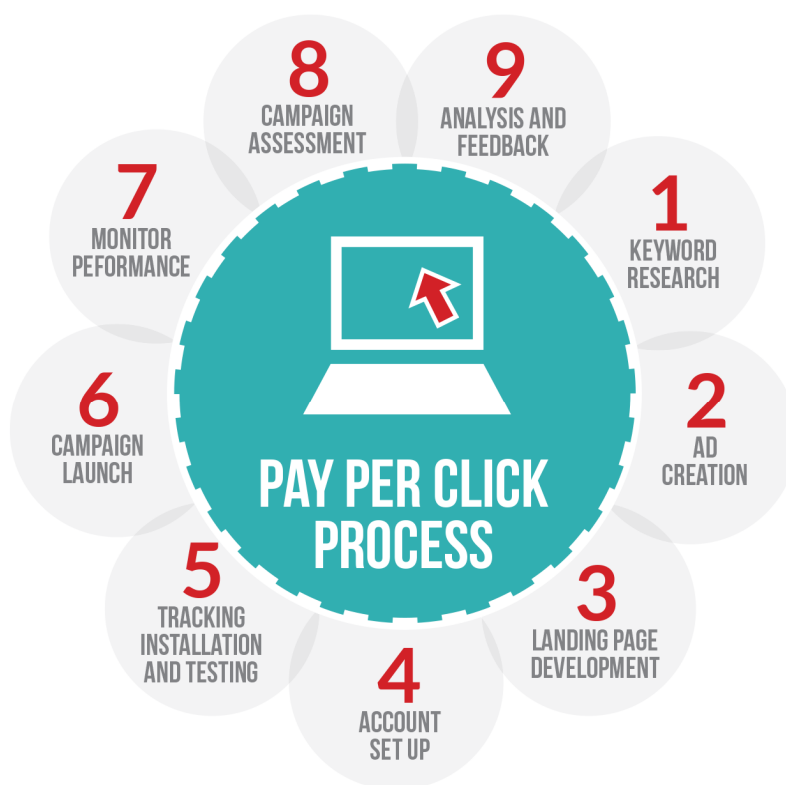 PAY PER CLICK
PROCESS
1
KEYWORD
RESEARCH
2
AD
CREATION
3
LANDING PAGE
DEVELOPMENT
4
ACCOUNT
SET UP
5
TRACKING
INSTALLATION
AND TESTING
6
CAMPAIGN
LAUNCH
7
MONITOR
PEFORMANCE
8
CAMPAIGN
ASSESSMENT
9
ANALYSIS AND
FEEDBACK